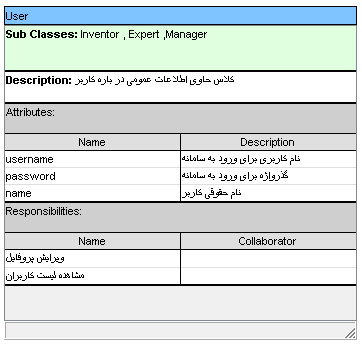 User
Sub Classes: Inventor , Expert ,Manager
Description: کلاس حاوی اطلاعات عمومی در باره کاربر
Attributes:
Name Description
username نام کاربری برای ورود به سامانه
password گذرواژه برای ورود به سامانه
name نام حقوقی کاربر
Responsibilities:
Name Collaborator
ویرایش پروفایل
مشاهده لیست کاربران